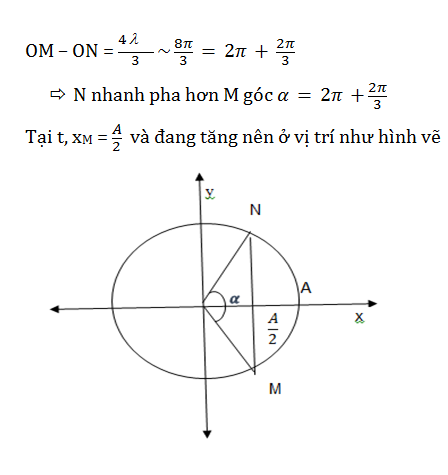 OM – ON = 4λ/3 ~ 8π/3 = 2π + 2π/3
⇨ N nhanh pha hơn M góc α = 2π + 2π/3
Tại t, xM = A/2 và đang tăng nên ở vị trí như hình vẽ
y
N
α
A
A/2
x
M